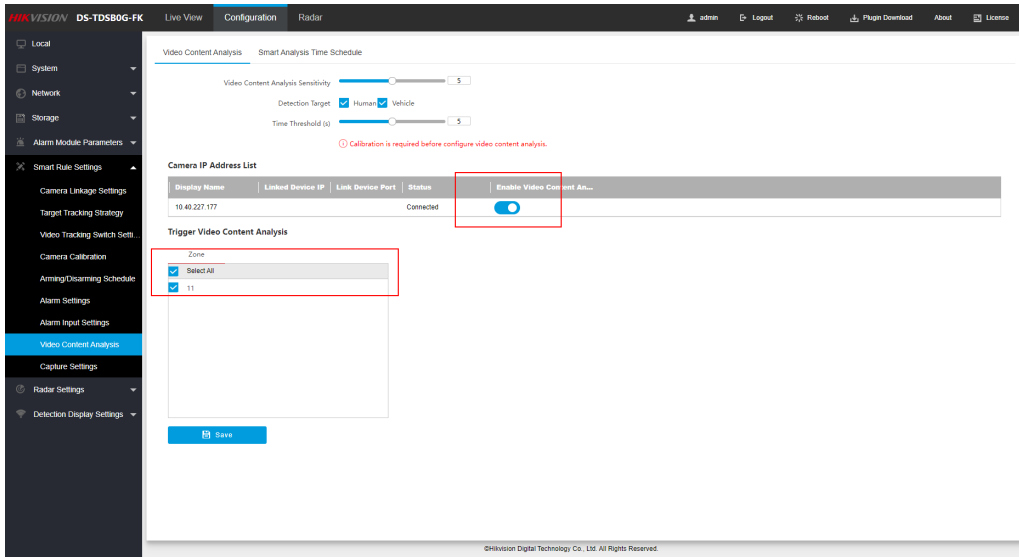 HIKVISION DS-TDSB0G-FK Live View Configuration Radar admin Logout Reboot Plugin Download About License
Local
System
Network
Storage
Alarm Module Parameters
Smart Rule Settings
Camera Linkage Settings
Target Tracking Strategy
Video Tracking Switch Setti...
Camera Calibration
Arming/Disarming Schedule
Alarm Settings
Alarm Input Settings
Video Content Analysis
Capture Settings
Radar Settings
Detection Display Settings
Video Content Analysis Smart Analysis Time Schedule
Video Content Analysis Sensitivity 5
Detection Target Human Vehicle
Time Threshold (s) 5
Calibration is required before configure video content analysis.
Camera IP Address List
Display Name Linked Device IP Link Device Port Status Enable Video Content An...
10.40.227.177 Connected
Trigger Video Content Analysis
Zone
Select All
11
Save
©Hikvision Digital Technology Co., Ltd. All Rights Reserved.